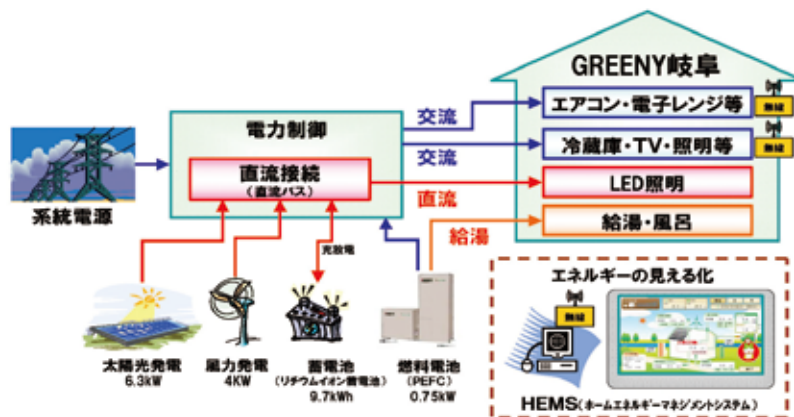 GREENY岐阜
エアコン・電子レンジ等
無線
冷蔵庫・TV・照明等
無線
LED照明
給湯・風呂
電力制御
直流接続
(直流バス)
交流
交流
直流
給湯
系統電源
充放電
太陽光発電
6.3kW
風力発電
4KW
蓄電池
(リチウムイオン蓄電池)
9.7kWh
燃料電池
(PEFC)
0.75kW
エネルギーの見える化
無線
HEMS(ホームエネルギーマネジメントシステム)